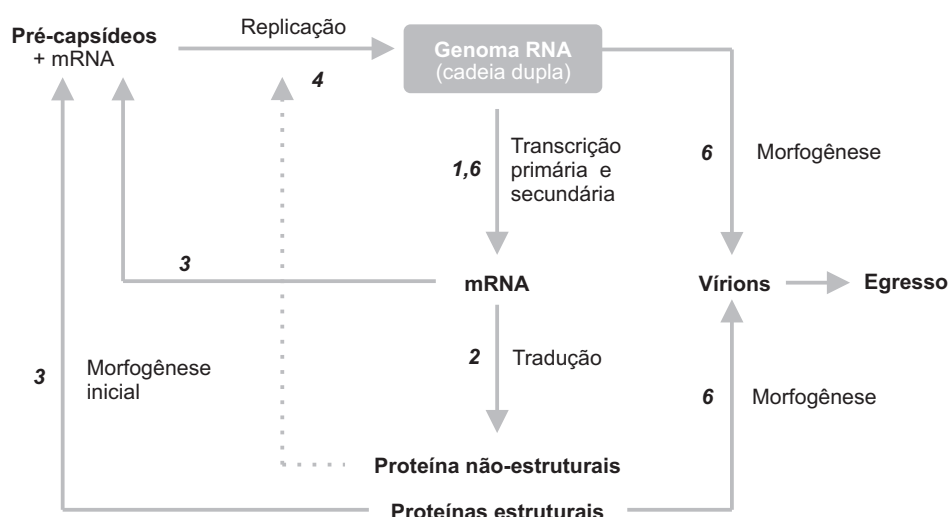 Pré-capsídeos
+ mRNA
Replicação
4
Genoma RNA
(cadeia dupla)
1,6
Transcrição
primária e
secundária
6
Morfogênese
3
mRNA
Vírions
Egresso
3
Morfogênese
inicial
2
Tradução
6
Morfogênese
Proteína não-estruturais
Proteínas estruturais